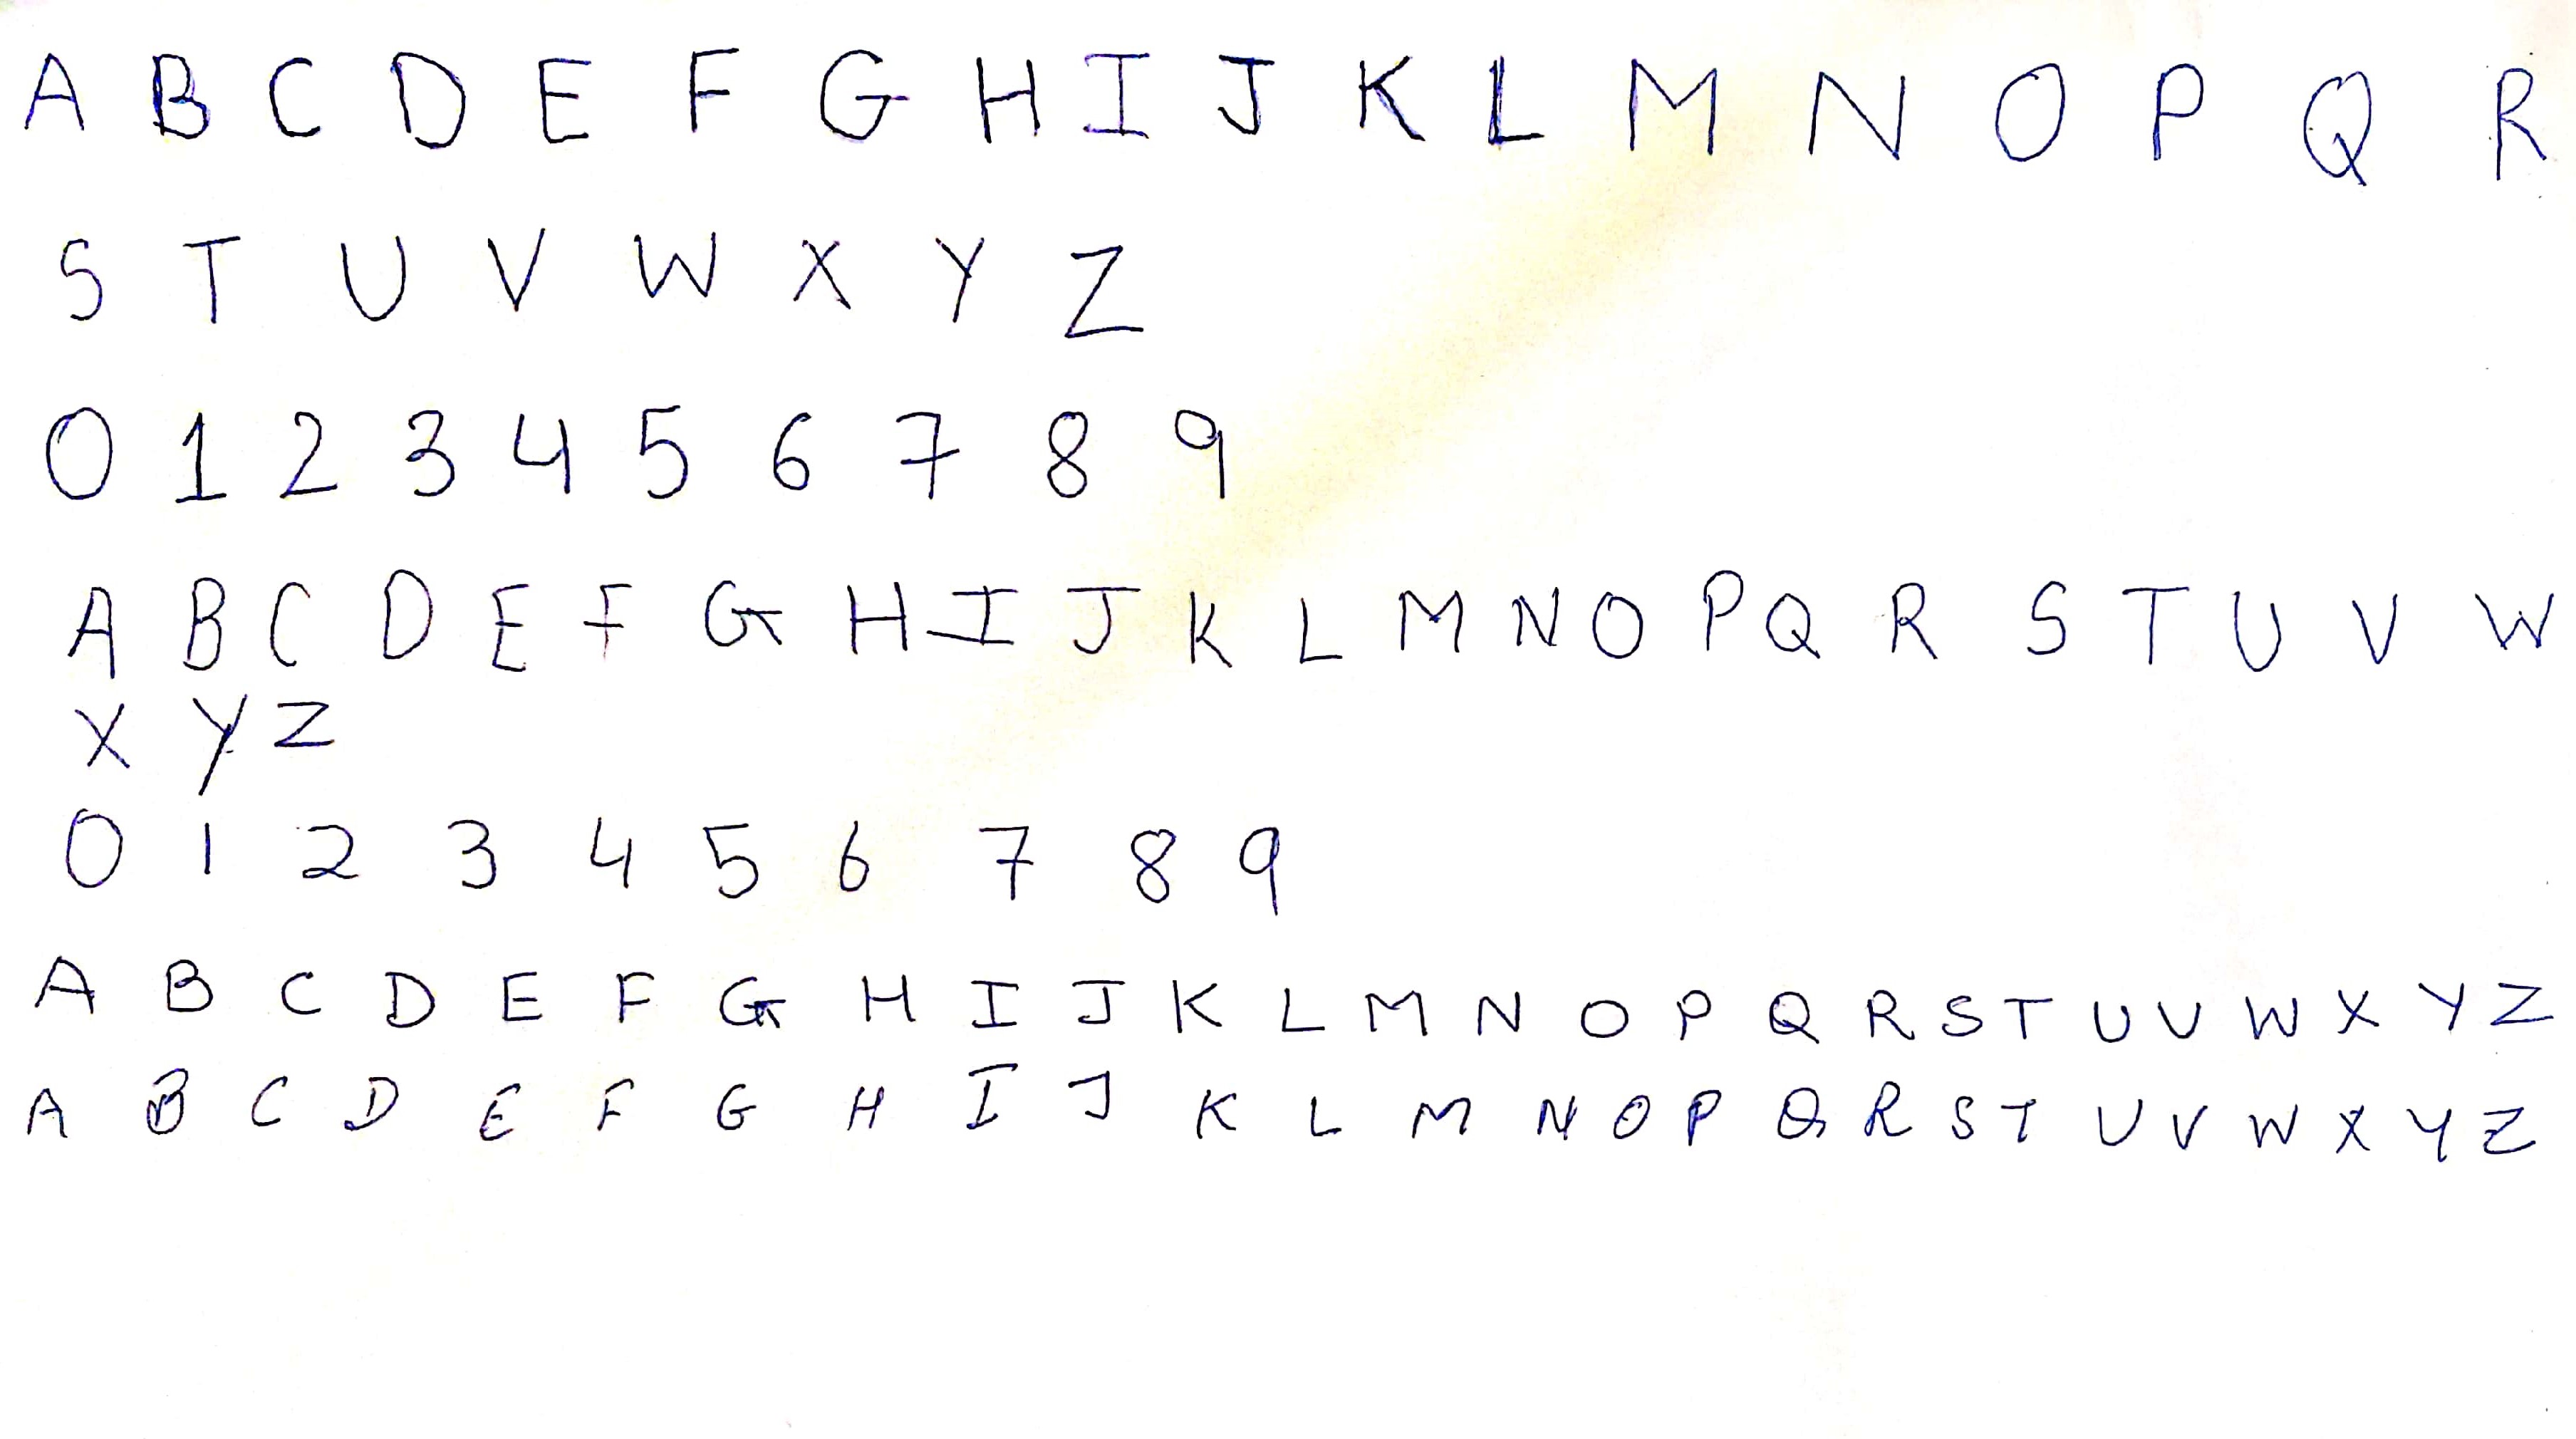 A B C D E F G H I J K L M N O P Q R
S T U V W X Y Z
0 1 2 3 4 5 6 7 8 9
A B C D E F G H I J K L M N O P Q R S T U V W
X Y Z
0 1 2 3 4 5 6 7 8 9
A B C D E F G H I J K L M N O P Q R S T U V W X Y Z
A B C D E F G H I J K L M N O P Q R S T U V W X Y Z